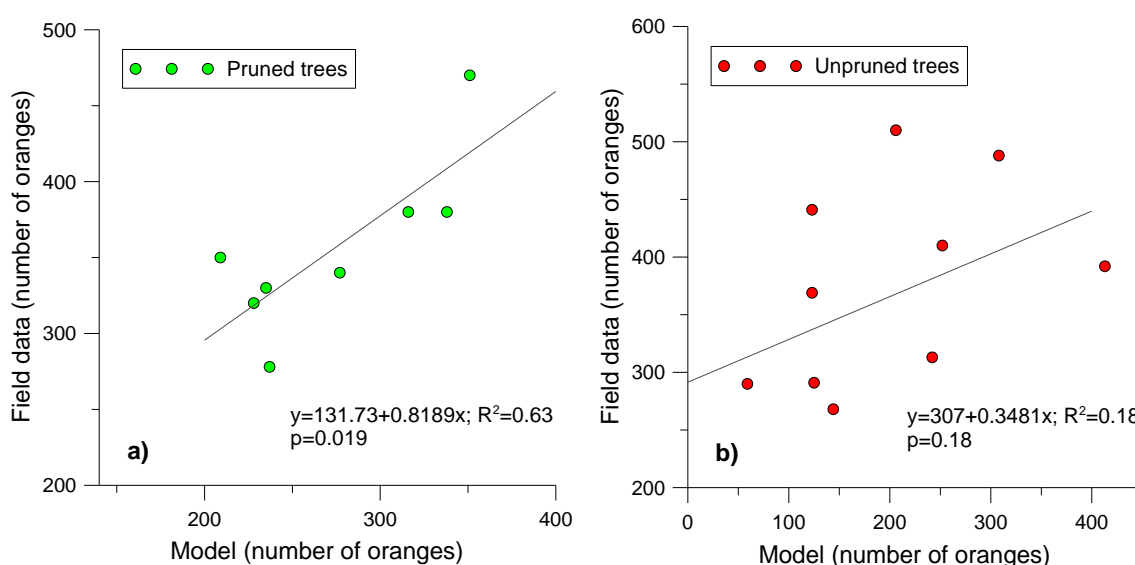 500
400
300
200
Field data (number of oranges)
Pruned trees
y=131.73+0.8189x; R²=0.63
p=0.019
a)
200
300
400
Model (number of oranges)
600
500
400
300
200
Field data (number of oranges)
Unpruned trees
y=307+0.3481x; R²=0.18
p=0.18
b)
0
100
200
300
400
Model (number of oranges)